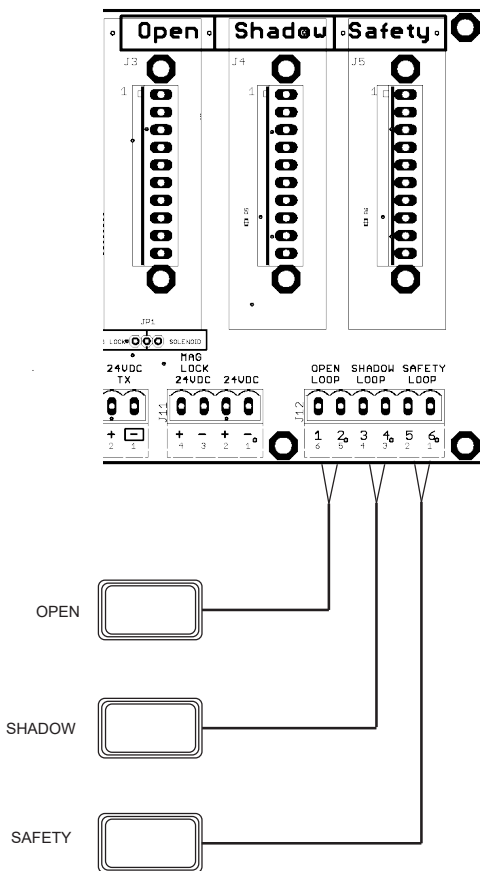 Open Shadow Safety
J3 J4 J5
1 1 1
JP1
LOCK SOLENOID
24VDC TX
MAG LOCK
24VDC 24VDC
OPEN LOOP SHADOW LOOP SAFETY LOOP
J11 J12
+ - + - + - 1 2 3 4 5 6
2 1 4 3 2 1 6 5 4 3 2 1
OPEN
SHADOW
SAFETY